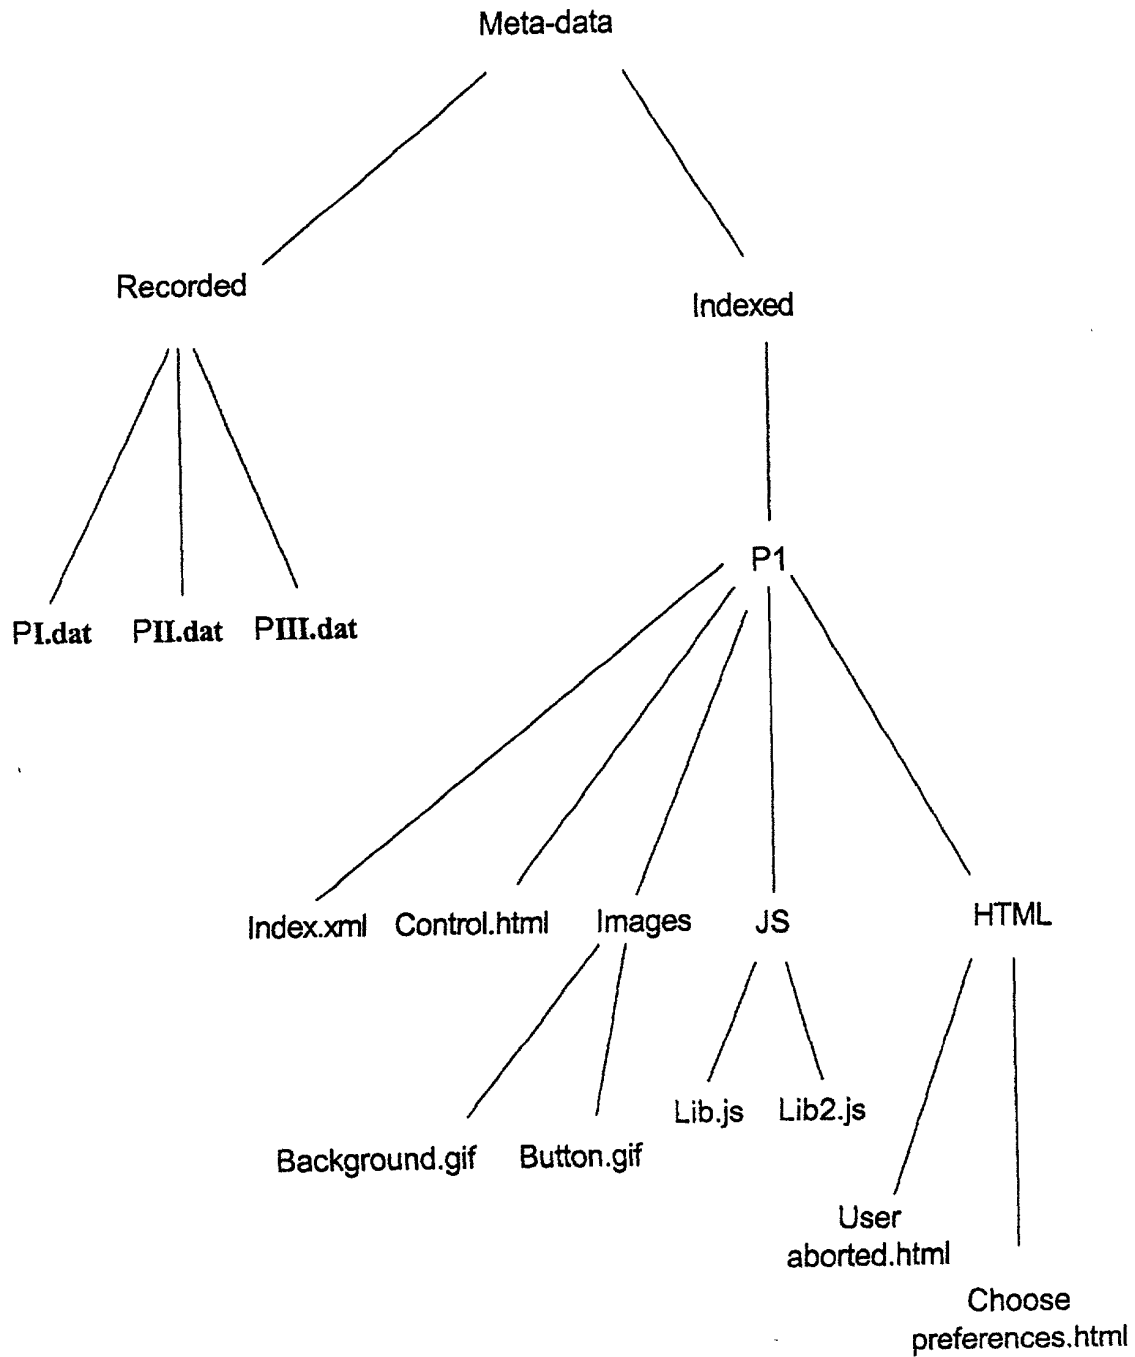 Meta-data
Recorded
Indexed
P1
PI.dat PII.dat PIII.dat
Index.xml Control.html Images JS HTML
Lib.js Lib2.js
Background.gif Button.gif
User
aborted.html
Choose
preferences.html